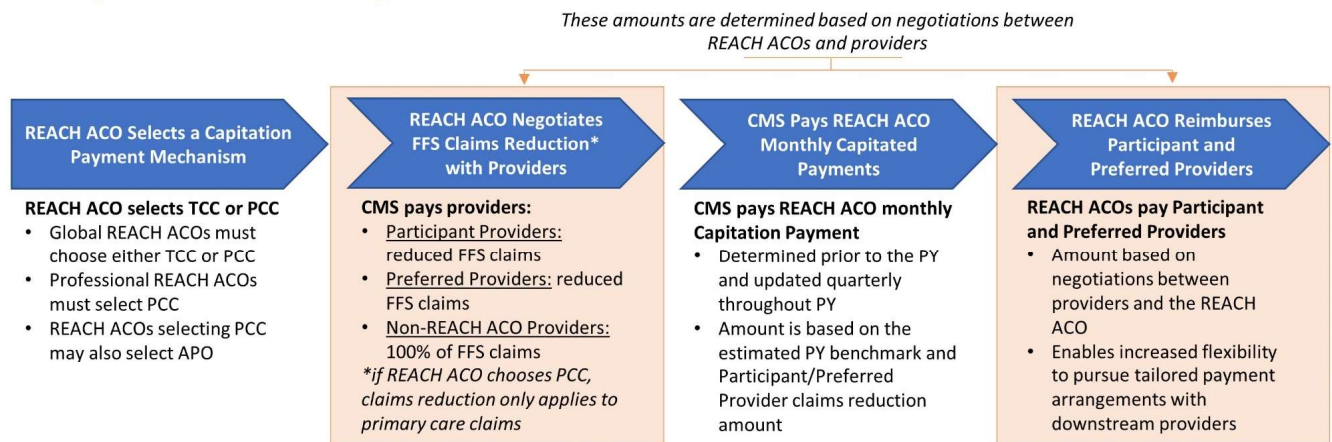 These amounts are determined based on negotiations between
REACH ACOs and providers
REACH ACO Selects a Capitation
Payment Mechanism
REACH ACO selects TCC or PCC
• Global REACH ACOs must
choose either TCC or PCC
• Professional REACH ACOs
must select PCC
• REACH ACOs selecting PCC
may also select APO
REACH ACO Negotiates
FFS Claims Reduction*
with Providers
CMS pays providers:
• Participant Providers:
reduced FFS claims
• Preferred Providers: reduced
FFS claims
• Non-REACH ACO Providers:
100% of FFS claims
*if REACH ACO chooses PCC,
claims reduction only applies to
primary care claims
CMS Pays REACH ACO
Monthly Capitated
Payments
CMS pays REACH ACO monthly
Capitation Payment
• Determined prior to the PY
and updated quarterly
throughout PY
• Amount is based on the
estimated PY benchmark and
Participant/Preferred
Provider claims reduction
amount
REACH ACO Reimburses
Participant and
Preferred Providers
REACH ACOs pay Participant
and Preferred Providers
• Amount based on
negotiations between
providers and the REACH
ACO
• Enables increased flexibility
to pursue tailored payment
arrangements with
downstream providers